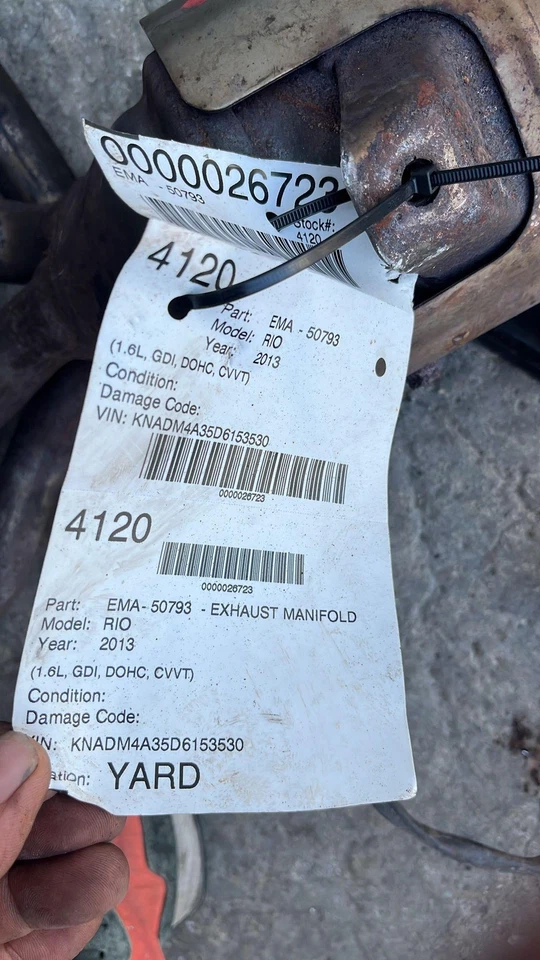 0000026723
EMA - 50793
Stock#:
4120
4120
Part: EMA - 50793
Model: RIO
Year: 2013
(1.6L, GDI, DOHC, CVVT)
Condition:
Damage Code:
VIN: KNADM4A35D6153530
0000026723
4120
0000026723
Part: EMA- 50793 - EXHAUST MANIFOLD
Model: RIO
Year: 2013
(1.6L, GDI, DOHC, CVVT)
Condition:
Damage Code:
IN: KNADM4A35D6153530
ation: YARD